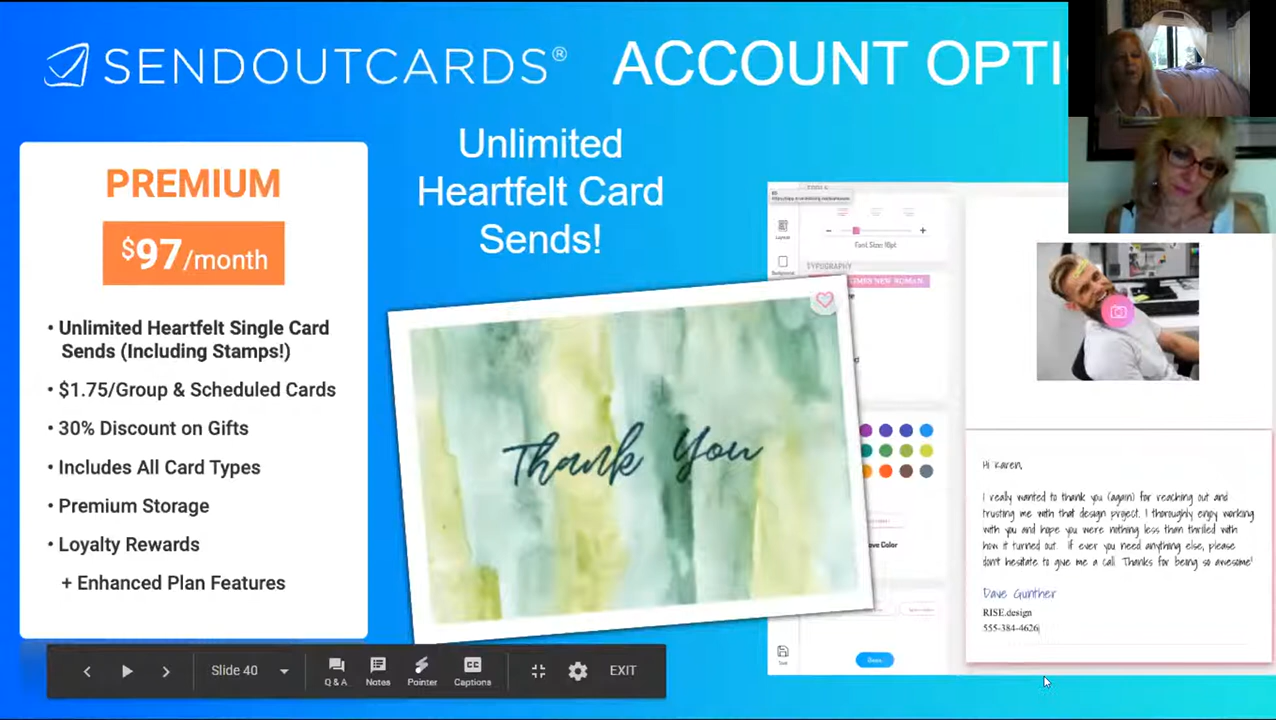 SENDOUTCARDS® ACCOUNT OPTI
PREMIUM
$97/month
• Unlimited Heartfelt Single Card
Sends (Including Stamps!)
• $1.75/Group & Scheduled Cards
• 30% Discount on Gifts
• Includes All Card Types
• Premium Storage
• Loyalty Rewards
+ Enhanced Plan Features
Unlimited
Heartfelt Card
Sends!
Thank You
Font Size: 16pt
TYPOGRAPHY
TIMES NEW ROMAN
Hi Karen,
I really wanted to thank you (again) for reaching out and
trusting me with that design project. I thoroughly enjoy working
with you and hope you were nothing less than thrilled with
how it turned out. If ever you need anything else, please
don't hesitate to give me a call. Thanks for being so awesome!
Dave Gunther
RISE.design
555-384-4626
Slide 40
Q & A
Notes
Pointer
CC
Captions
EXIT